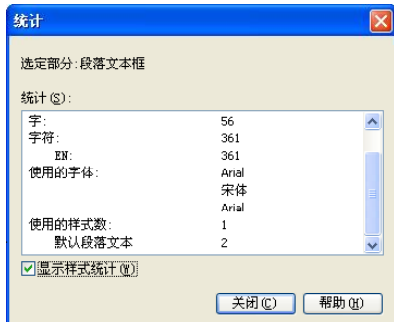 统计
选定部分:段落文本框
统计(S):
字: 56
字符: 361
EN: 361
使用的字体: Arial
宋体
Arial
使用的样式数: 1
默认段落文本 2
显示样式统计(Y)
关闭(C) 帮助(H)